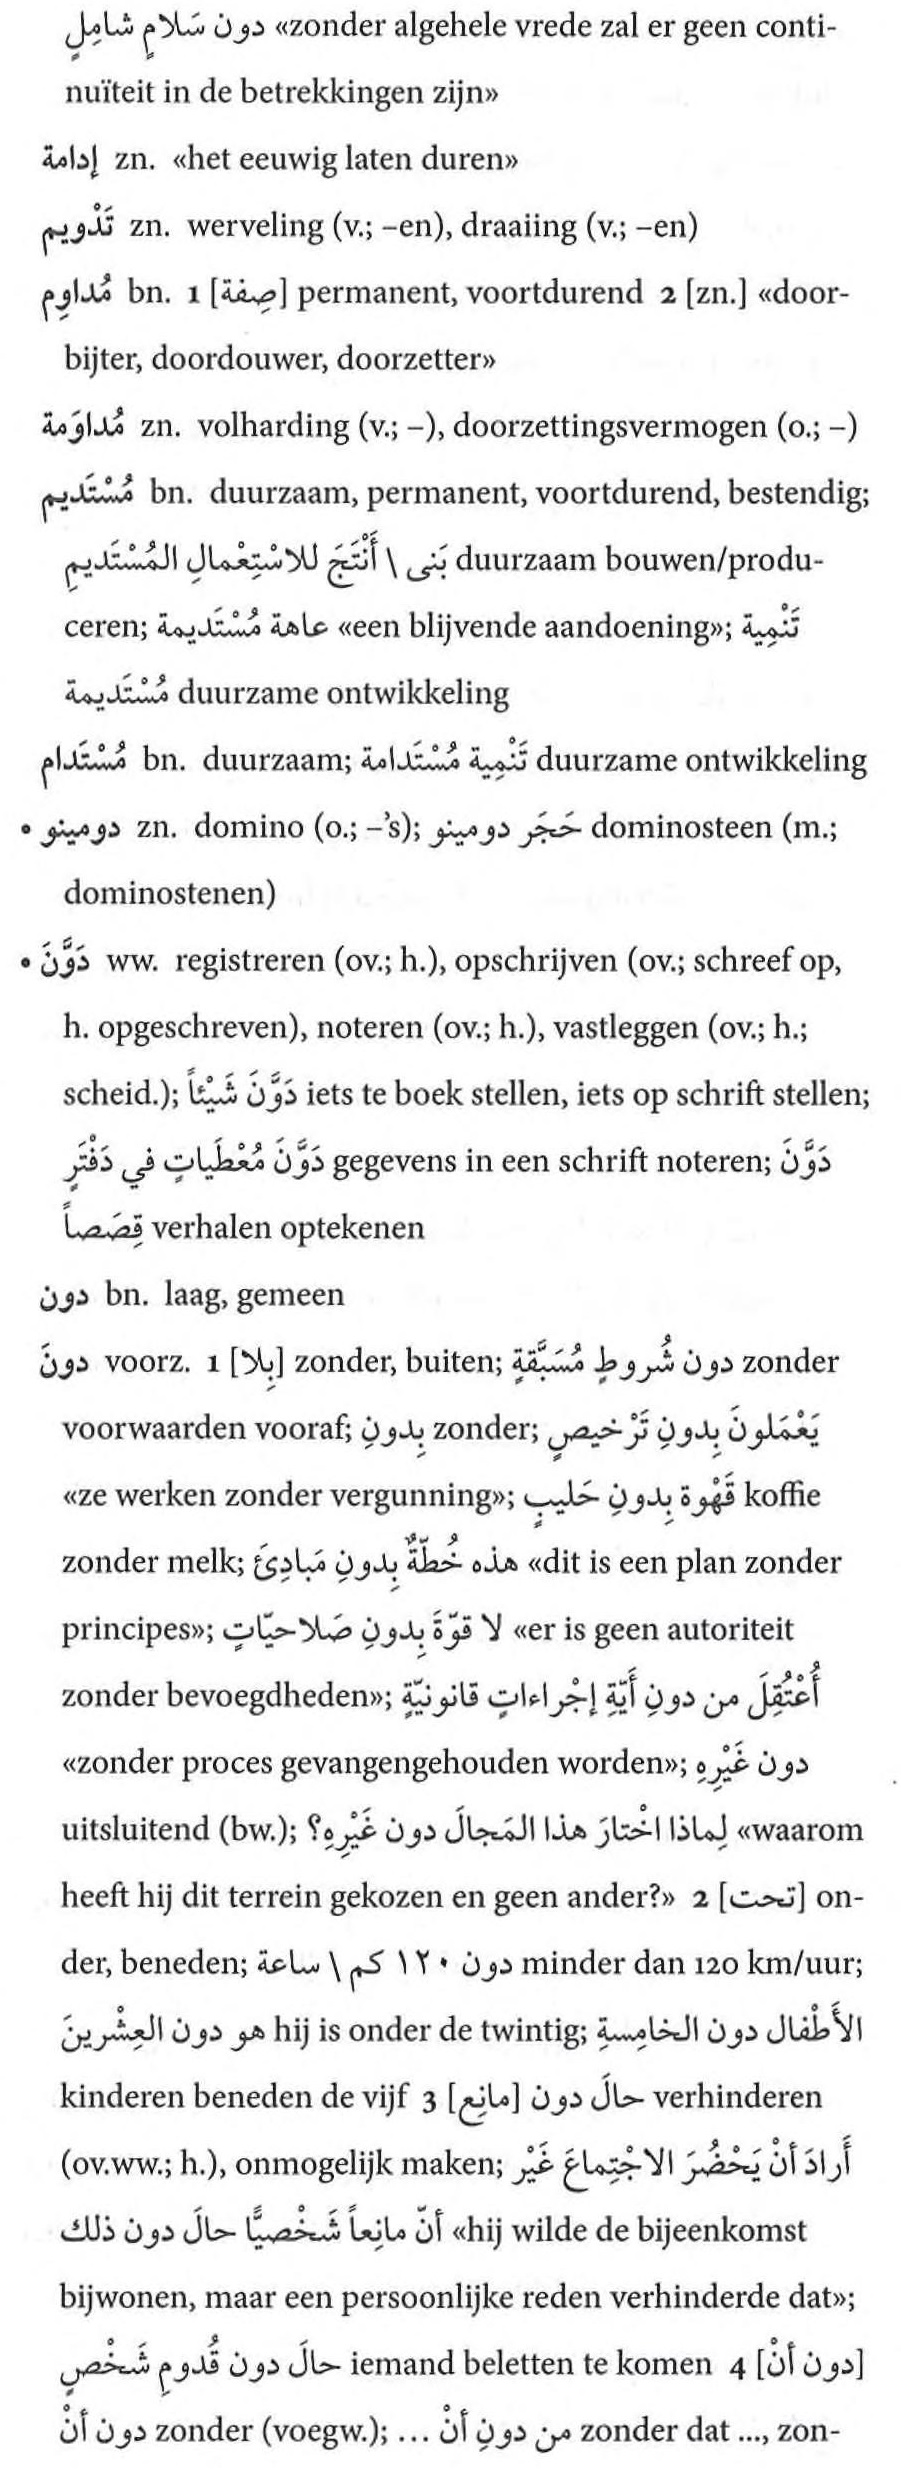 دون سَلامٍ شامِلٍ «zonder algehele vrede zal er geen conti-
nuïteit in de betrekkingen zijn»
إدامة zn. «het eeuwig laten duren»
تَدْويم zn. werveling (v.; –en), draaiing (v.; –en)
مُداوِم bn. 1 [صِفة] permanent, voortdurend 2 [zn.] «door-
bijter, doordouwer, doorzetter»
مُداوَمة zn. volharding (v.; –), doorzettingsvermogen (o.; –)
مُسْتَديم bn. duurzaam, permanent, voortdurend, bestendig;
بَنى \ أَنْتَجَ للاسْتِعْمالِ المُسْتَديمِ duurzaam bouwen/produ-
ceren; عاهة مُسْتَديمة «een blijvende aandoening»; تَنْمِية
مُسْتَديمة duurzame ontwikkeling
مُسْتَدام bn. duurzaam; تَنْمِية مُسْتَدامة duurzame ontwikkeling
• دومينو zn. domino (o.; –'s); حَجَر دومينو dominosteen (m.;
dominostenen)
• دَوَّنَ ww. registreren (ov.; h.), opschrijven (ov.; schreef op,
h. opgeschreven), noteren (ov.; h.), vastleggen (ov.; h.;
scheid.); دَوَّنَ شَيْئاً iets te boek stellen, iets op schrift stellen;
دَوَّنَ مُعْطَياتٍ في دَفْتَرٍ gegevens in een schrift noteren; دَوَّنَ
قِصَصاً verhalen optekenen
دون bn. laag, gemeen
دونَ voorz. 1 [بِلا] zonder, buiten; دون شُروطٍ مُسَبَّقةٍ zonder
voorwaarden vooraf; بِدونِ zonder; يَعْمَلونَ بِدونِ تَرْخيصٍ
«ze werken zonder vergunning»; قَهْوة بِدونِ حَليبٍ koffie
zonder melk; هذه خُطّةٌ بِدونِ مَبادِئَ «dit is een plan zonder
principes»; لا قوّةَ بِدونِ صَلاحيّاتٍ «er is geen autoriteit
zonder bevoegdheden»; أُعْتُقِلَ من دونِ أَيّةِ إجْراءاتٍ قانونيّةٍ
«zonder proces gevangengehouden worden»; دون غَيْرِهِ
uitsluitend (bw.); لِماذا اخْتارَ هذا المَجالَ دون غَيْرِهِ؟ «waarom
heeft hij dit terrein gekozen en geen ander?» 2 [تحت] on-
der, beneden; دون ١٢٠ كم \ ساعة minder dan 120 km/uur;
هو دون العِشْرينَ hij is onder de twintig; الأَطْفال دون الخامِسةِ
kinderen beneden de vijf 3 [مانِع] حالَ دون verhinderen
(ov.ww.; h.), onmogelijk maken; أَرادَ أنْ يَحْضُرَ الاجْتِماعَ غَيْر
أنّ مانِعاً شَخْصيًّا حالَ دون ذلك «hij wilde de bijeenkomst
bijwonen, maar een persoonlijke reden verhinderde dat»;
حالَ دون قُدومِ شَخْصٍ iemand beletten te komen 4 [دون أنْ]
دون أنْ zonder (voegw.); من دونِ أنْ ... zonder dat ..., zon-